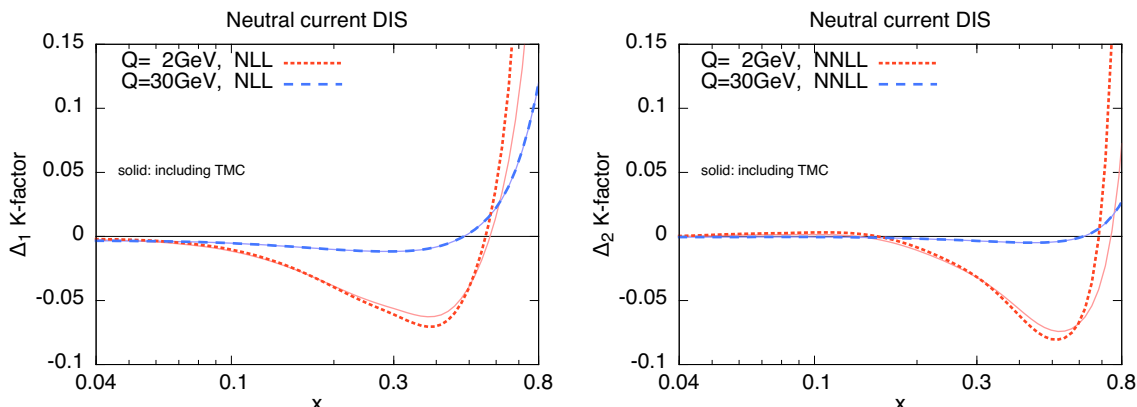 Neutral current DIS
Δ1 K-factor
0.15
0.1
0.05
0
-0.05
-0.1
Q= 2GeV, NLL
Q=30GeV, NLL
solid: including TMC
0.04
0.1
0.3
0.8
x
Neutral current DIS
Δ2 K-factor
0.15
0.1
0.05
0
-0.05
-0.1
Q= 2GeV, NNLL
Q=30GeV, NNLL
solid: including TMC
0.04
0.1
0.3
0.8
x